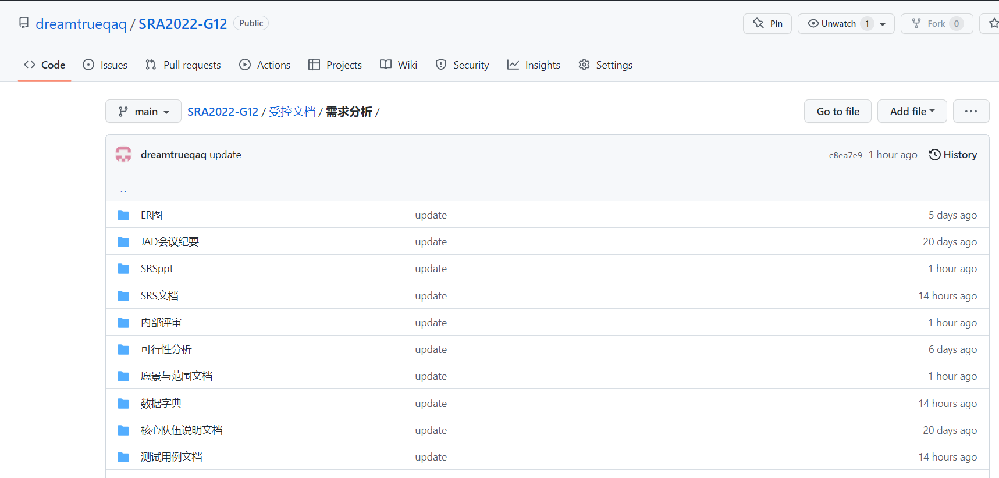 dreamtrueqaq / SRA2022-G12 Public Pin Unwatch 1 Fork 0
Code Issues Pull requests Actions Projects Wiki Security Insights Settings
main SRA2022-G12 / 受控文档 / 需求分析 / Go to file Add file ···
dreamtrueqaq update c8ea7e9 1 hour ago History
..
ER图 update 5 days ago
JAD会议纪要 update 20 days ago
SRSppt update 1 hour ago
SRS文档 update 14 hours ago
内部评审 update 1 hour ago
可行性分析 update 6 days ago
愿景与范围文档 update 1 hour ago
数据字典 update 14 hours ago
核心队伍说明文档 update 20 days ago
测试用例文档 update 14 hours ago